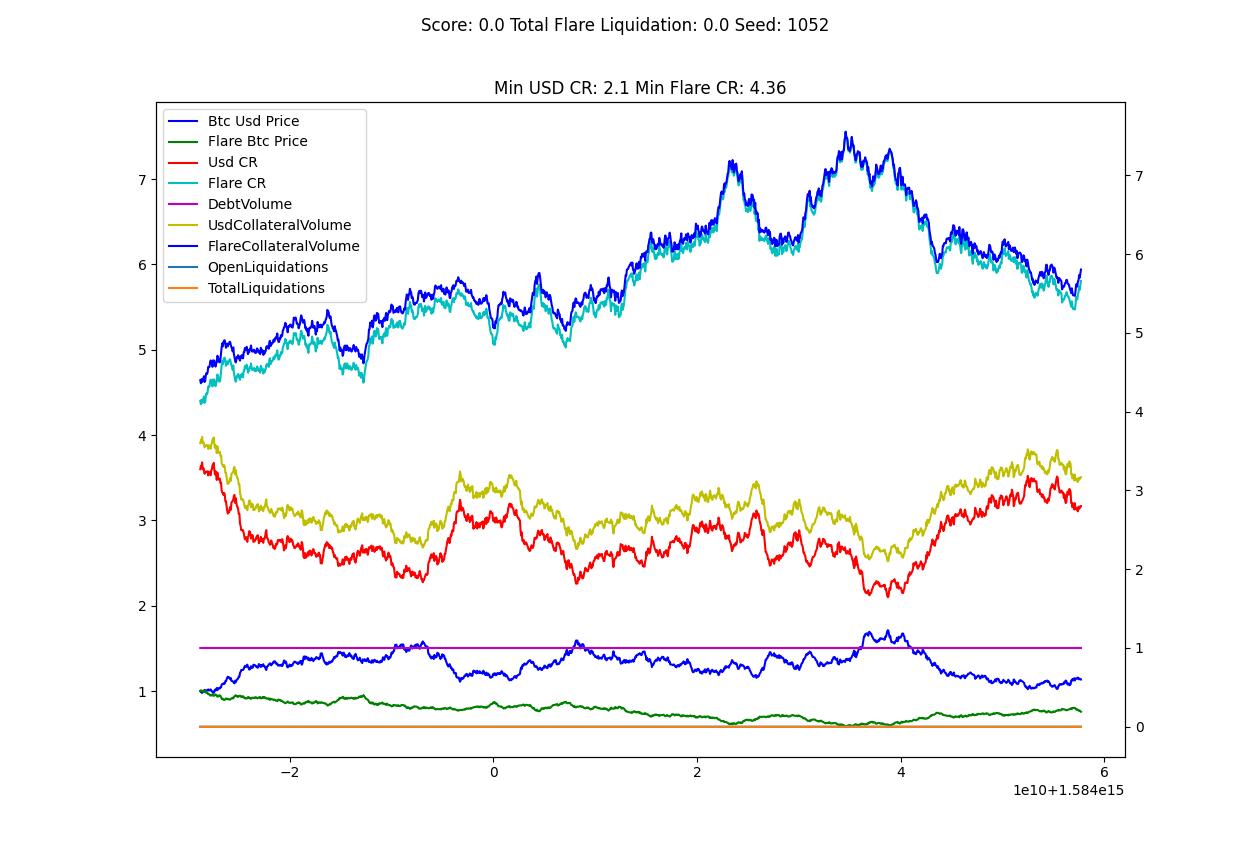 Score: 0.0 Total Flare Liquidation: 0.0 Seed: 1052
Min USD CR: 2.1 Min Flare CR: 4.36
Btc Usd Price
Flare Btc Price
Usd CR
Flare CR
DebtVolume
UsdCollateralVolume
FlareCollateralVolume
OpenLiquidations
TotalLiquidations
7
6
5
4
3
2
1
7
6
5
4
3
2
1
0
−2 0 2 4 6
1e10+1.584e15